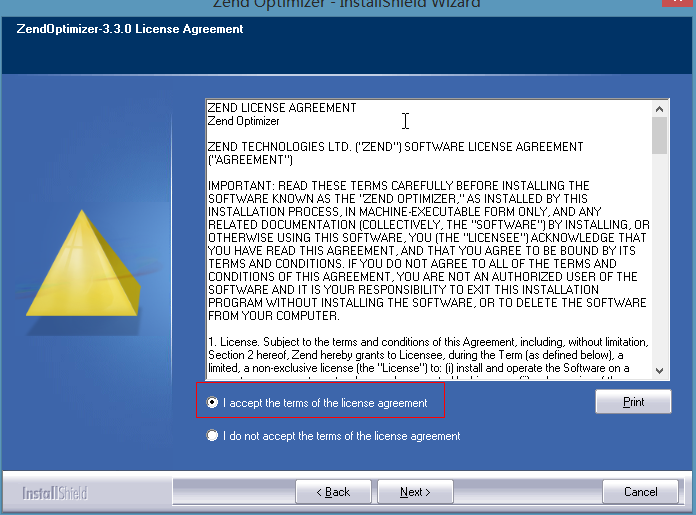 Zend Optimizer - InstallShield Wizard
ZendOptimizer-3.3.0 License Agreement
ZEND LICENSE AGREEMENT
Zend Optimizer
ZEND TECHNOLOGIES LTD. ("ZEND") SOFTWARE LICENSE AGREEMENT
("AGREEMENT")
IMPORTANT: READ THESE TERMS CAREFULLY BEFORE INSTALLING THE
SOFTWARE KNOWN AS THE "ZEND OPTIMIZER," AS INSTALLED BY THIS
INSTALLATION PROCESS, IN MACHINE-EXECUTABLE FORM ONLY, AND ANY
RELATED DOCUMENTATION (COLLECTIVELY, THE "SOFTWARE") BY INSTALLING, OR
OTHERWISE USING THIS SOFTWARE, YOU (THE "LICENSEE") ACKNOWLEDGE THAT
YOU HAVE READ THIS AGREEMENT, AND THAT YOU AGREE TO BE BOUND BY ITS
TERMS AND CONDITIONS. IF YOU DO NOT AGREE TO ALL OF THE TERMS AND
CONDITIONS OF THIS AGREEMENT, YOU ARE NOT AN AUTHORIZED USER OF THE
SOFTWARE AND IT IS YOUR RESPONSIBILITY TO EXIT THIS INSTALLATION
PROGRAM WITHOUT INSTALLING THE SOFTWARE, OR TO DELETE THE SOFTWARE
FROM YOUR COMPUTER.
1. License. Subject to the terms and conditions of this Agreement, including, without limitation,
Section 2 hereof, Zend hereby grants to Licensee, during the Term (as defined below), a
limited, a non-exclusive license (the "License") to: (i) install and operate the Software on a
I accept the terms of the license agreement
Print
I do not accept the terms of the license agreement
InstallShield
< Back
Next >
Cancel